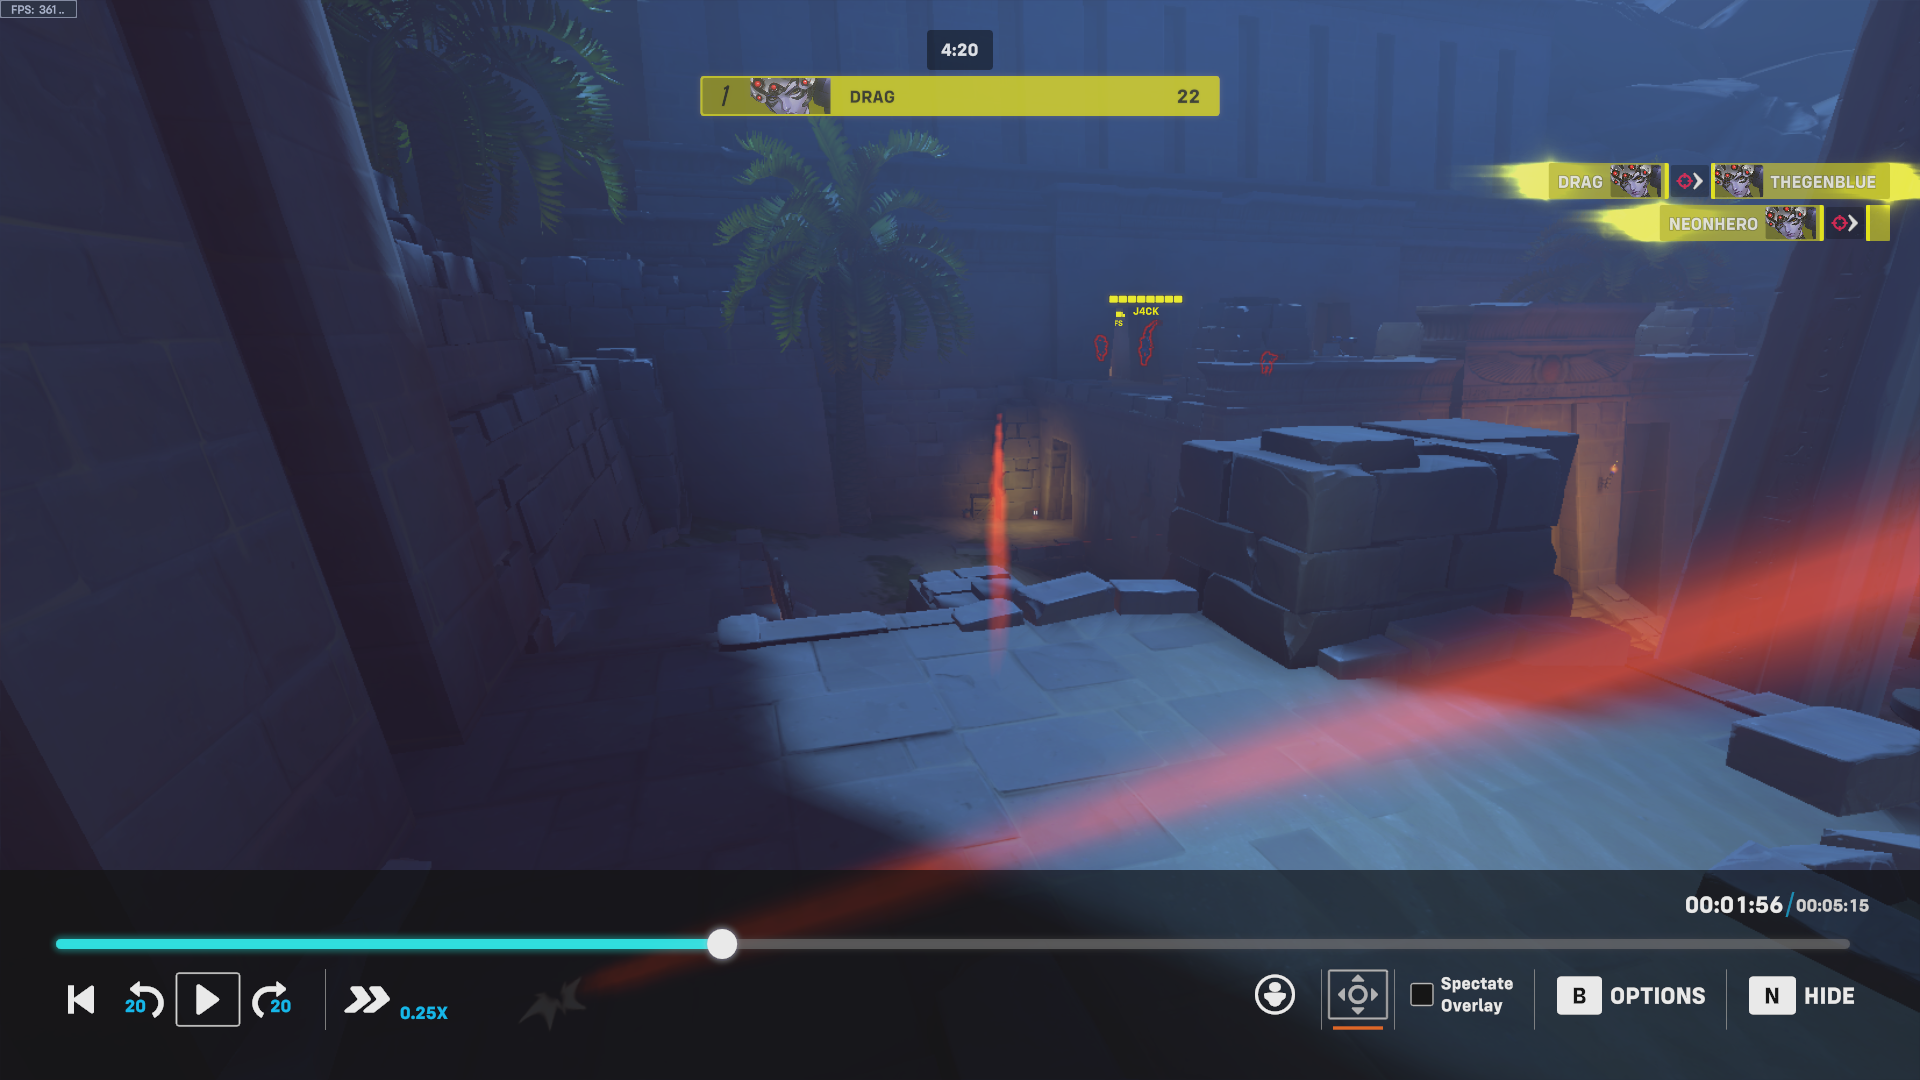 FPS: 361 ..
4:20
1 DRAG 22
DRAG THEGENBLUE
NEONHERO
J4CK
FS
00:01:56/00:05:15
20
20
0.25X
Spectate
Overlay
B OPTIONS
N HIDE